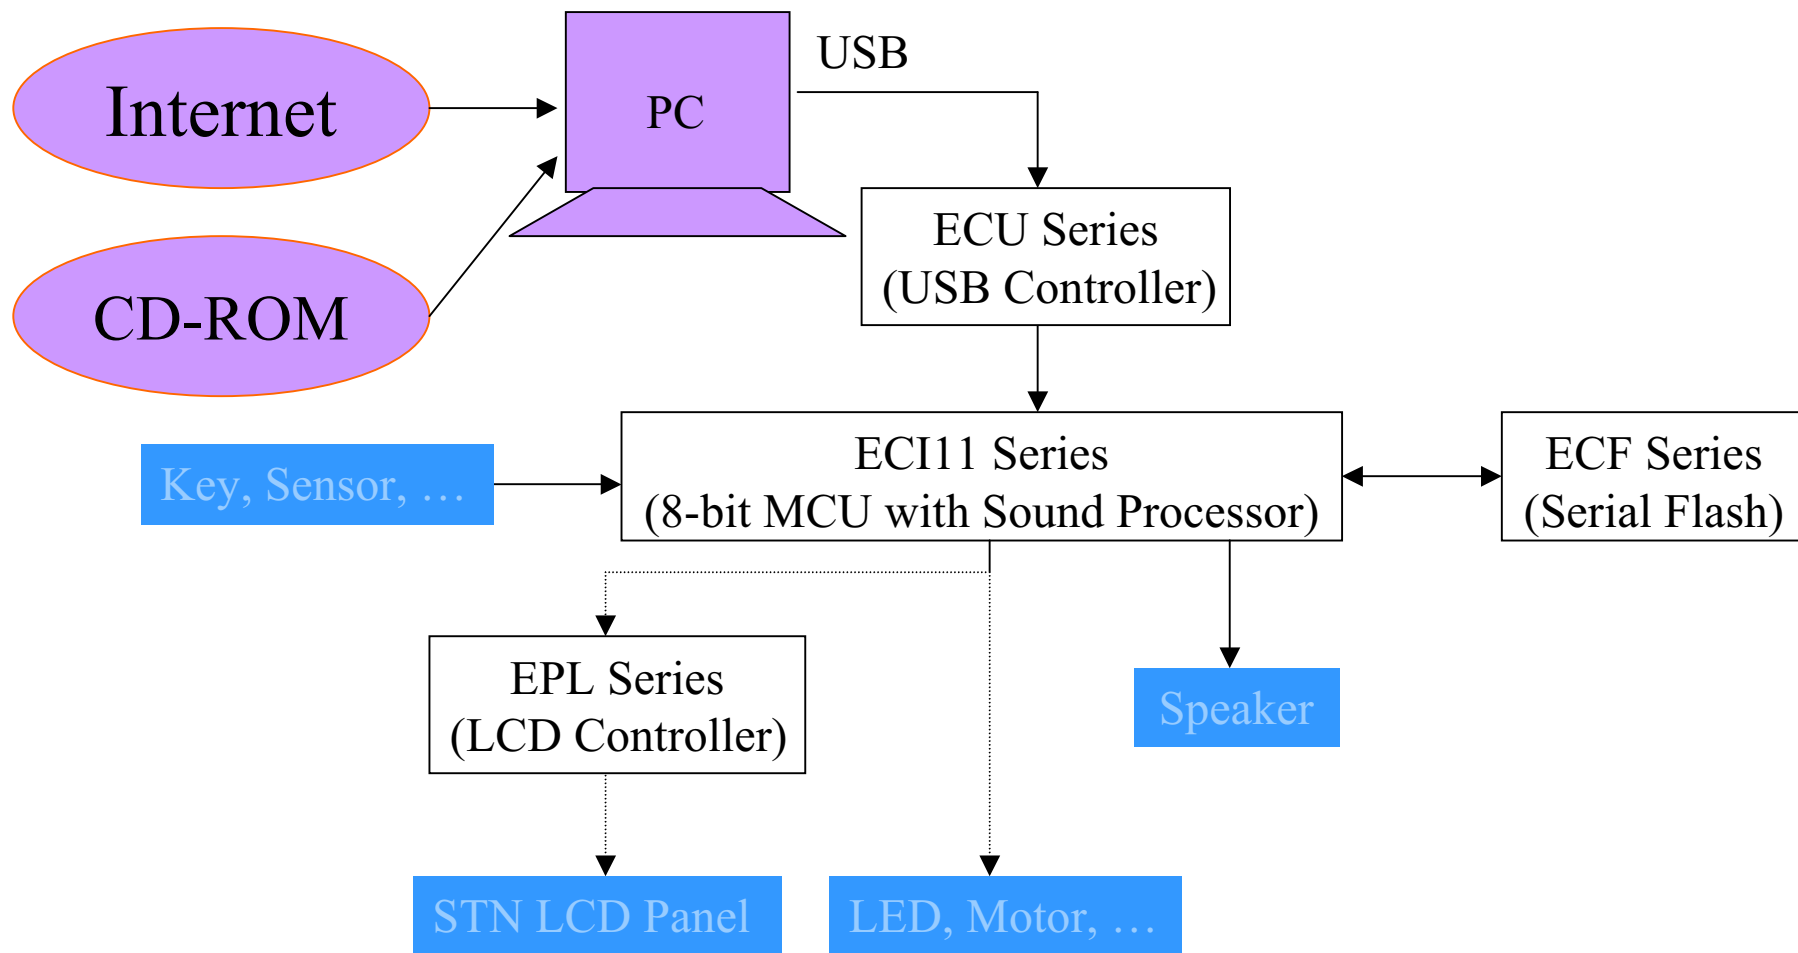 Internet
PC
USB
CD-ROM
ECU Series
(USB Controller)
Key, Sensor, …
ECI11 Series
(8-bit MCU with Sound Processor)
ECF Series
(Serial Flash)
EPL Series
(LCD Controller)
Speaker
STN LCD Panel
LED, Motor, …